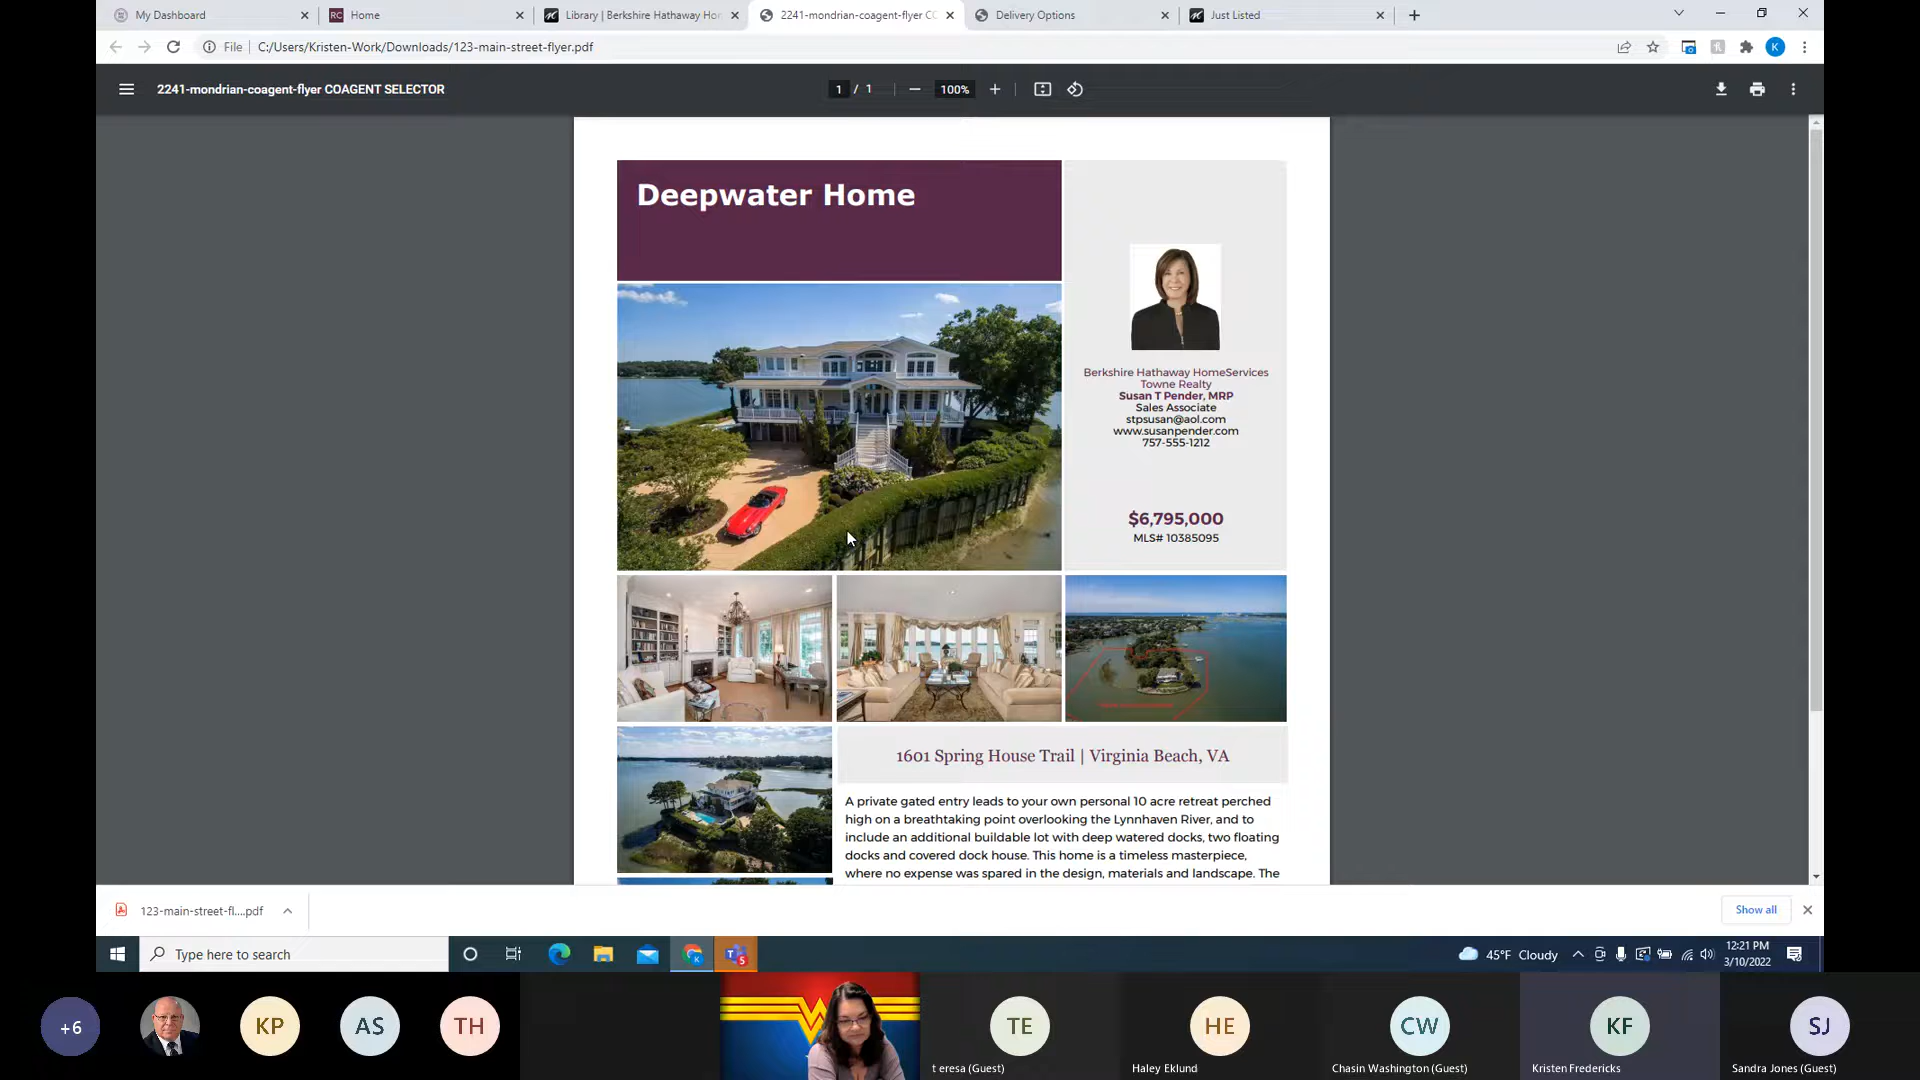 My Dashboard
RC Home
Library | Berkshire Hathaway Hor
2241-mondrian-coagent-flyer CO
Delivery Options
Just Listed
File
C:/Users/Kristen-Work/Downloads/123-main-street-flyer.pdf
K
2241-mondrian-coagent-flyer COAGENT SELECTOR
1 / 1
100%
Deepwater Home
Berkshire Hathaway HomeServices
Towne Realty
Susan T Pender, MRP
Sales Associate
stpsusan@aol.com
www.susanpender.com
757-555-1212
$6,795,000
MLS# 10385095
1601 Spring House Trail | Virginia Beach, VA
A private gated entry leads to your own personal 10 acre retreat perched
high on a breathtaking point overlooking the Lynnhaven River, and to
include an additional buildable lot with deep watered docks, two floating
docks and covered dock house. This home is a timeless masterpiece,
where no expense was spared in the design, materials and landscape. The
123-main-street-fl....pdf
Show all
Type here to search
45°F Cloudy
12:21 PM
3/10/2022
+6
KP
AS
TH
TE
HE
CW
KF
SJ
t eresa (Guest)
Haley Eklund
Chasin Washington (Guest)
Kristen Fredericks
Sandra Jones (Guest)